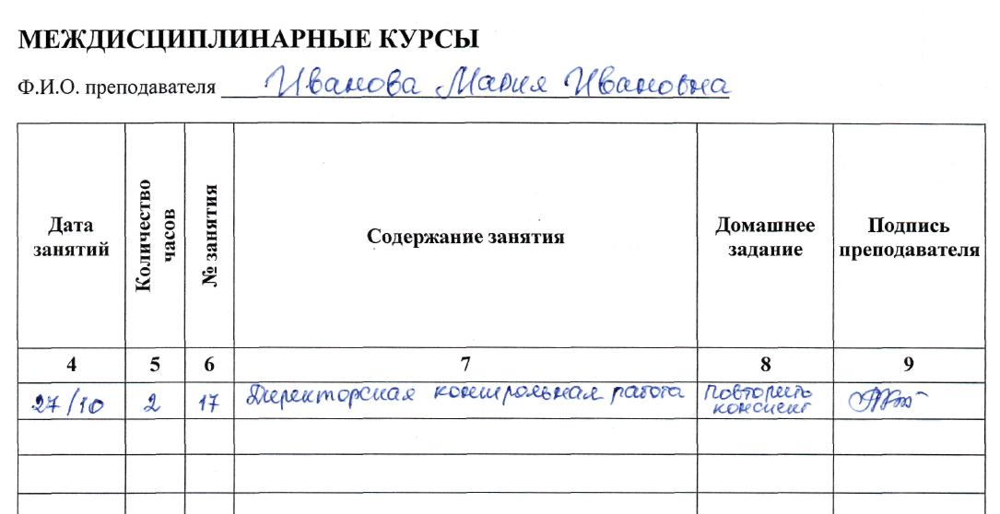 МЕЖДИСЦИПЛИНАРНЫЕ КУРСЫ
Ф.И.О. преподавателя Иванова Мария Ивановна
Дата занятий
Количество часов
№ занятия
Содержание занятия
Домашнее задание
Подпись преподавателя
4 5 6 7 8 9
27/10 2 17 Директорская контрольная работа Повторить конспект